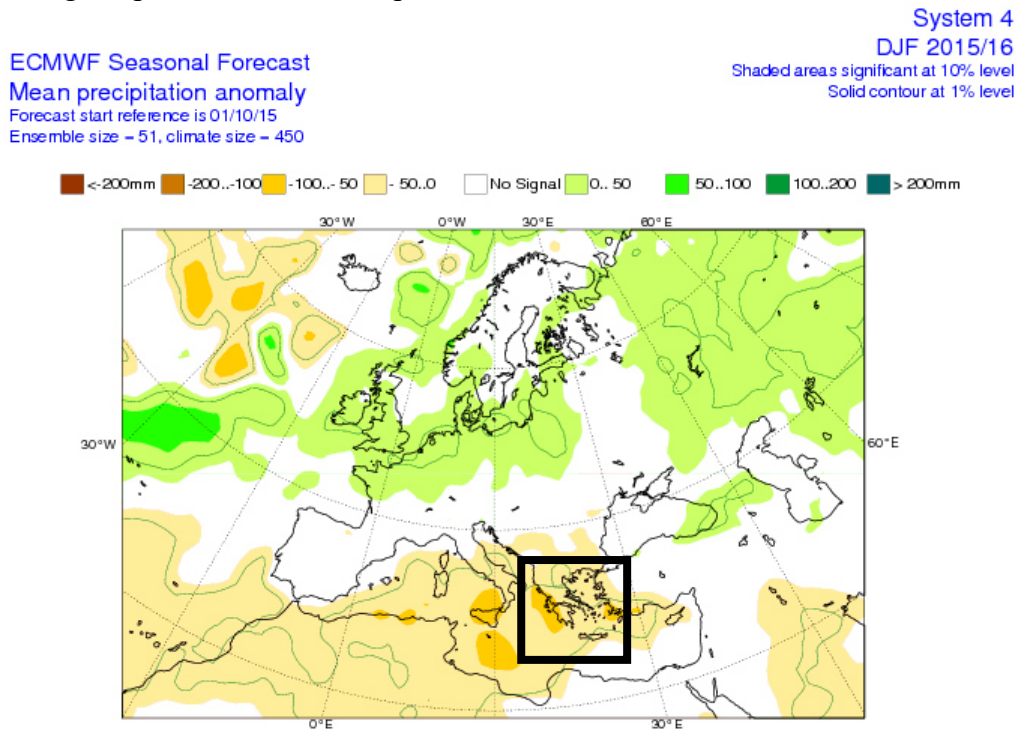 System 4
DJF 2015/16
Shaded areas significant at 10% level
Solid contour at 1% level
ECMWF Seasonal Forecast
Mean precipitation anomaly
Forecast start reference is 01/10/15
Ensemble size = 51, climate size = 450
<-200mm -200..-100 -100..- 50 - 50..0 No Signal 0.. 50 50..100 100..200 > 200mm
30°W 0°W 30°E 60°E
30°W 60°E
0°E 30°E